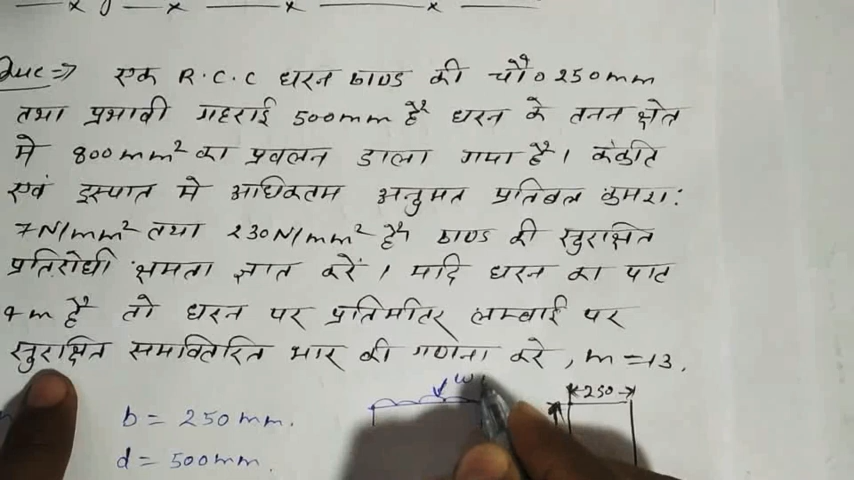 Que ⇒ एक R.C.C धरन काण्ड की चौ० 250mm
तथा प्रभावी गहराई 500mm है धरन के तनन क्षेत्र
मे 800mm² का प्रवलन डाला गया है। कंक्रीट
एवं इस्पात मे अधिकतम अनुमत प्रतिबल क्रमश:
7N/mm² तथा 230N/mm² है काण्ड की सुरक्षित
प्रतिरोधी क्षमता ज्ञात करें। यदि धरन का पाट
4m है तो धरन पर प्रतिमीटर लम्बाई पर
सुरक्षित समवितरित भार की गणना करे, m = 13.
w
250
b = 250mm.
d = 500mm.